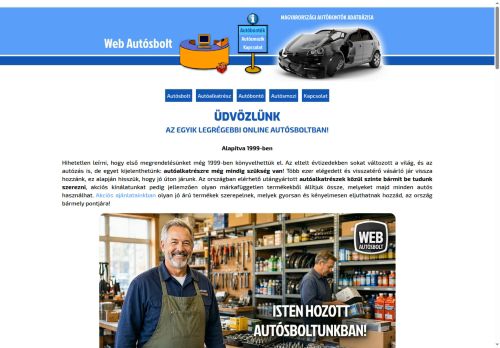 Web Autósbolt
i
Autóbontók
Autósmozik
Kapcsolat
MAGYARORSZÁGI AUTÓBONTÓK ADATBÁZISA
Autósbolt Autóalkatrész Autóbontó Autósmozi Kapcsolat
ÜDVÖZLÜNK
AZ EGYIK LEGRÉGEBBI ONLINE AUTÓSBOLTBAN!
Alapítva 1999-ben
Hihetetlen leírni, hogy első megrendelésünket még 1999-ben könyvelhettük el. Az eltelt évtizedekben sokat változott a világ, és az
autózás is, de egyet kijelenthetünk: autóalkatrészre még mindig szükség van! Több ezer elégedett és visszatérő vásárló jár vissza
hozzánk, ez alapján hisszük, hogy jó úton járunk. Az országban elérhető utángyártott autóalkatrészek közül szinte bármit be tudunk
szerezni, akciós kínálatunkat pedig jellemzően olyan márkafüggetlen termékekből állítjuk össze, melyeket majd minden autós
használhat. Akciós ajánlatainkban olyan jó árú termékek szerepelnek, melyek gyorsan és kényelmesen eljuthatnak hozzád, az ország
bármely pontjára!
WEB
AUTÓSBOLT
ISTEN HOZOTT
AUTÓSBOLTUNKBAN!